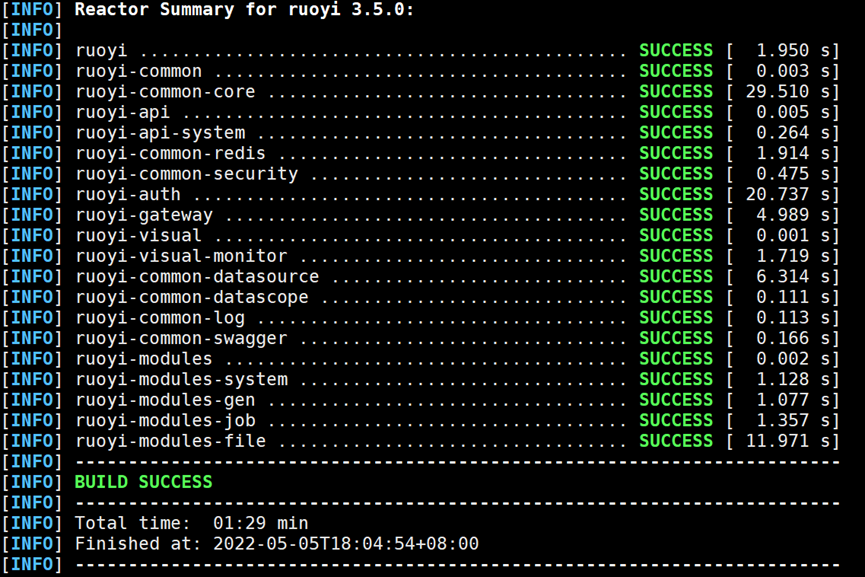 [INFO] Reactor Summary for ruoyi 3.5.0:
[INFO]
[INFO] ruoyi .............................................. SUCCESS [  1.950 s]
[INFO] ruoyi-common ....................................... SUCCESS [  0.003 s]
[INFO] ruoyi-common-core .................................. SUCCESS [ 29.510 s]
[INFO] ruoyi-api .......................................... SUCCESS [  0.005 s]
[INFO] ruoyi-api-system ................................... SUCCESS [  0.264 s]
[INFO] ruoyi-common-redis ................................. SUCCESS [  1.914 s]
[INFO] ruoyi-common-security .............................. SUCCESS [  0.475 s]
[INFO] ruoyi-auth ......................................... SUCCESS [ 20.737 s]
[INFO] ruoyi-gateway ...................................... SUCCESS [  4.989 s]
[INFO] ruoyi-visual ....................................... SUCCESS [  0.001 s]
[INFO] ruoyi-visual-monitor ............................... SUCCESS [  1.719 s]
[INFO] ruoyi-common-datasource ............................ SUCCESS [  6.314 s]
[INFO] ruoyi-common-datascope ............................. SUCCESS [  0.111 s]
[INFO] ruoyi-common-log ................................... SUCCESS [  0.113 s]
[INFO] ruoyi-common-swagger ............................... SUCCESS [  0.166 s]
[INFO] ruoyi-modules ...................................... SUCCESS [  0.002 s]
[INFO] ruoyi-modules-system ............................... SUCCESS [  1.128 s]
[INFO] ruoyi-modules-gen .................................. SUCCESS [  1.077 s]
[INFO] ruoyi-modules-job .................................. SUCCESS [  1.357 s]
[INFO] ruoyi-modules-file ................................. SUCCESS [ 11.971 s]
[INFO] ------------------------------------------------------------------------
[INFO] BUILD SUCCESS
[INFO] ------------------------------------------------------------------------
[INFO] Total time:  01:29 min
[INFO] Finished at: 2022-05-05T18:04:54+08:00
[INFO] ------------------------------------------------------------------------